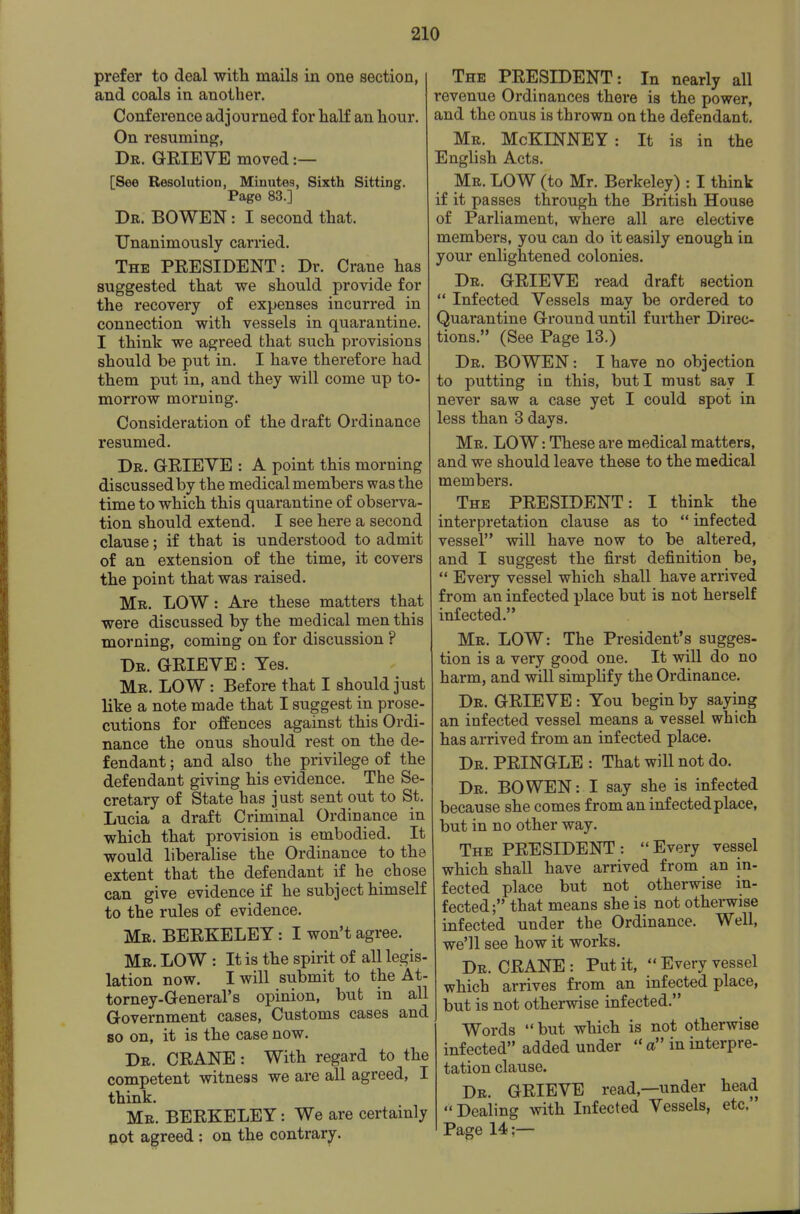 210
prefer to deal with mails in one section,
and coals in another.
Conference adjourned for half an hour.
On resuming,
Dr. GRIEVE moved:—
[See Resolution, Minutes, Sixth Sitting.
Page 83.]
Dr. BOWEN: I second that.
Unanimously carried.
The PRESIDENT: Dr. Crane has
suggested that we should provide for
the recovery of expenses incurred in
connection with vessels in quarantine.
I think we agreed that such provisions
should be put in. I have therefore had
them put in, and they will come up to-
morrow morning.
Consideration of the draft Ordinance
resumed.
Dr. GRIEVE: A point this morning
discussed by the medical members was the
time to which this quarantine of observa-
tion should extend. I see here a second
clause; if that is understood to admit
of an extension of the time, it covers
the point that was raised.
Mr. LOW: Are these matters that
were discussed by the medical men this
morning, coming on for discussion?
Dr. GRIEVE: Yes.
Mr. LOW: Before that I should just
like a note made that I suggest in prose-
cutions for offences against this Ordi-
nance the onus should rest on the de-
fendant; and also the privilege of the
defendant giving his evidence. The Se-
cretary of State has just sent out to St.
Lucia a draft Criminal Ordinance in
which that provision is embodied. It
would liberalise the Ordinance to the
extent that the defendant if he chose
can give evidence if he subject himself
to the rules of evidence.
Mr. BERKELEY: I won't agree.
Mr. LOW: It is the spirit of all legis-
lation now. I will submit to the At-
torney-General's opinion, but in all
Government cases, Customs cases and
so on, it is the case now.
Dr. CRANE: With regard to the
competent witness we are all agreed, I
think.
Mr. BERKELEY: We are certainly
not agreed: on the contrary.
The PRESIDENT: In nearly all
revenue Ordinances there is the power,
and the onus is thrown on the defendant.
Mr. McKINNEY: It is in the
English Acts.
Mr. LOW (to Mr. Berkeley): I think
if it passes through the British House
of Parliament, where all are elective
members, you can do it easily enough in
your enlightened colonies.
Dr. GRIEVE read draft section
"Infected Vessels may be ordered to
Quarantine Ground until further Direc-
tions." (See Page 13.)
Dr. BOWEN: I have no objection
to putting in this, but I must say I
never saw a case yet I could spot in
less than 3 days.
Mr. LOW: These are medical matters,
and we should leave these to the medical
members.
The PRESIDENT: I think the
interpretation clause as to "infected
vessel" will have now to be altered,
and I suggest the first definition be,
"Every vessel which shall have arrived
from an infected place but is not herself
infected."
Mr. LOW: The President's sugges-
tion is a very good one. It will do no
harm, and will simplify the Ordinance.
Dr. GRIEVE: You begin by saying
an infected vessel means a vessel which
has arrived from an infected place.
Dr. PRINGLE: That will not do.
Dr. BOWEN: I say she is infected
because she comes from an infected place,
but in no other way.
The PRESIDENT: "Every vessel
which shall have arrived from an in-
fected place but not otherwise in-
fected;" that means she is not otherwise
infected under the Ordinance. Well,
we'll see how it works.
Dr. CRANE: Put it, "Every vessel
which arrives from an infected place,
but is not otherwise infected."
Words "but which is not otherwise
infected" added under "a" in interpre-
tation clause.
Dr. GRIEVE read,—under head
"Dealing with Infected Vessels, etc."
Page 14:—